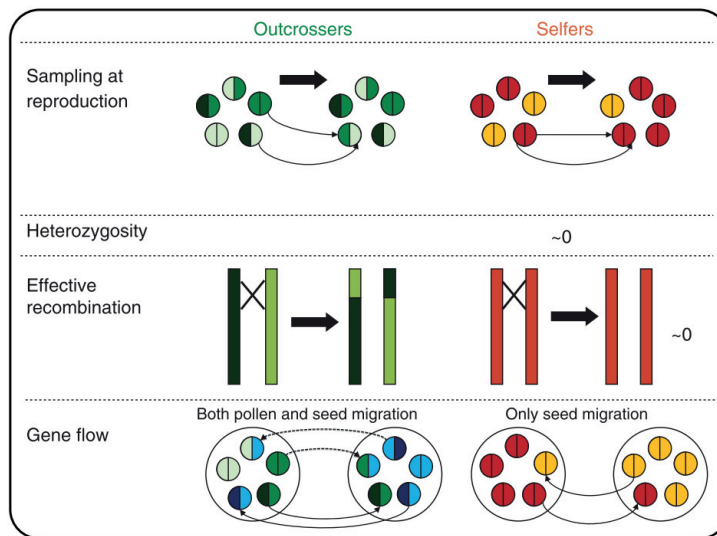 Outcrossers Selfers
Sampling at
reproduction
Heterozygosity ~0
Effective
recombination
~0
Both pollen and seed migration Only seed migration
Gene flow